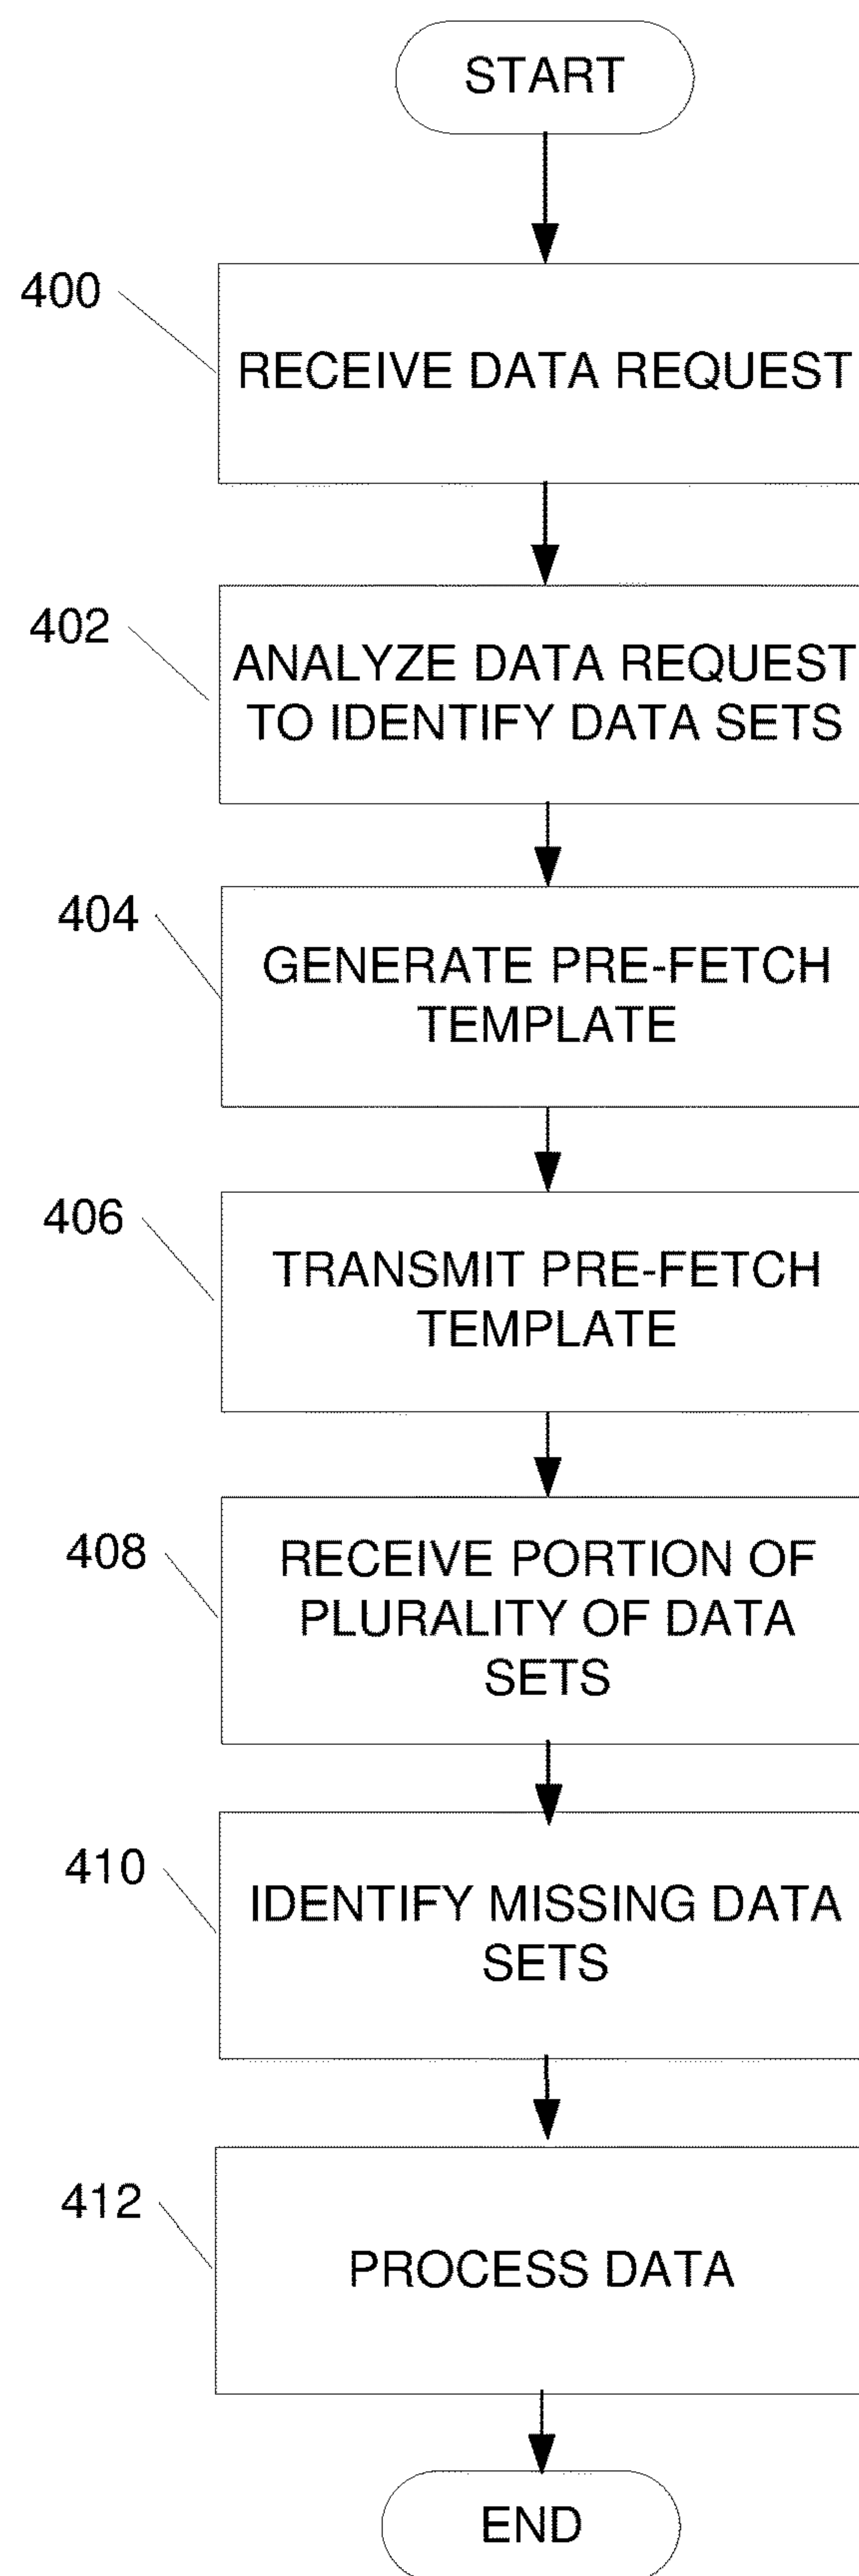 START
400
RECEIVE DATA REQUEST
402
ANALYZE DATA REQUEST
TO IDENTIFY DATA SETS
404
GENERATE PRE-FETCH
TEMPLATE
406
TRANSMIT PRE-FETCH
TEMPLATE
408
RECEIVE PORTION OF
PLURALITY OF DATA
SETS
410
IDENTIFY MISSING DATA
SETS
412
PROCESS DATA
END